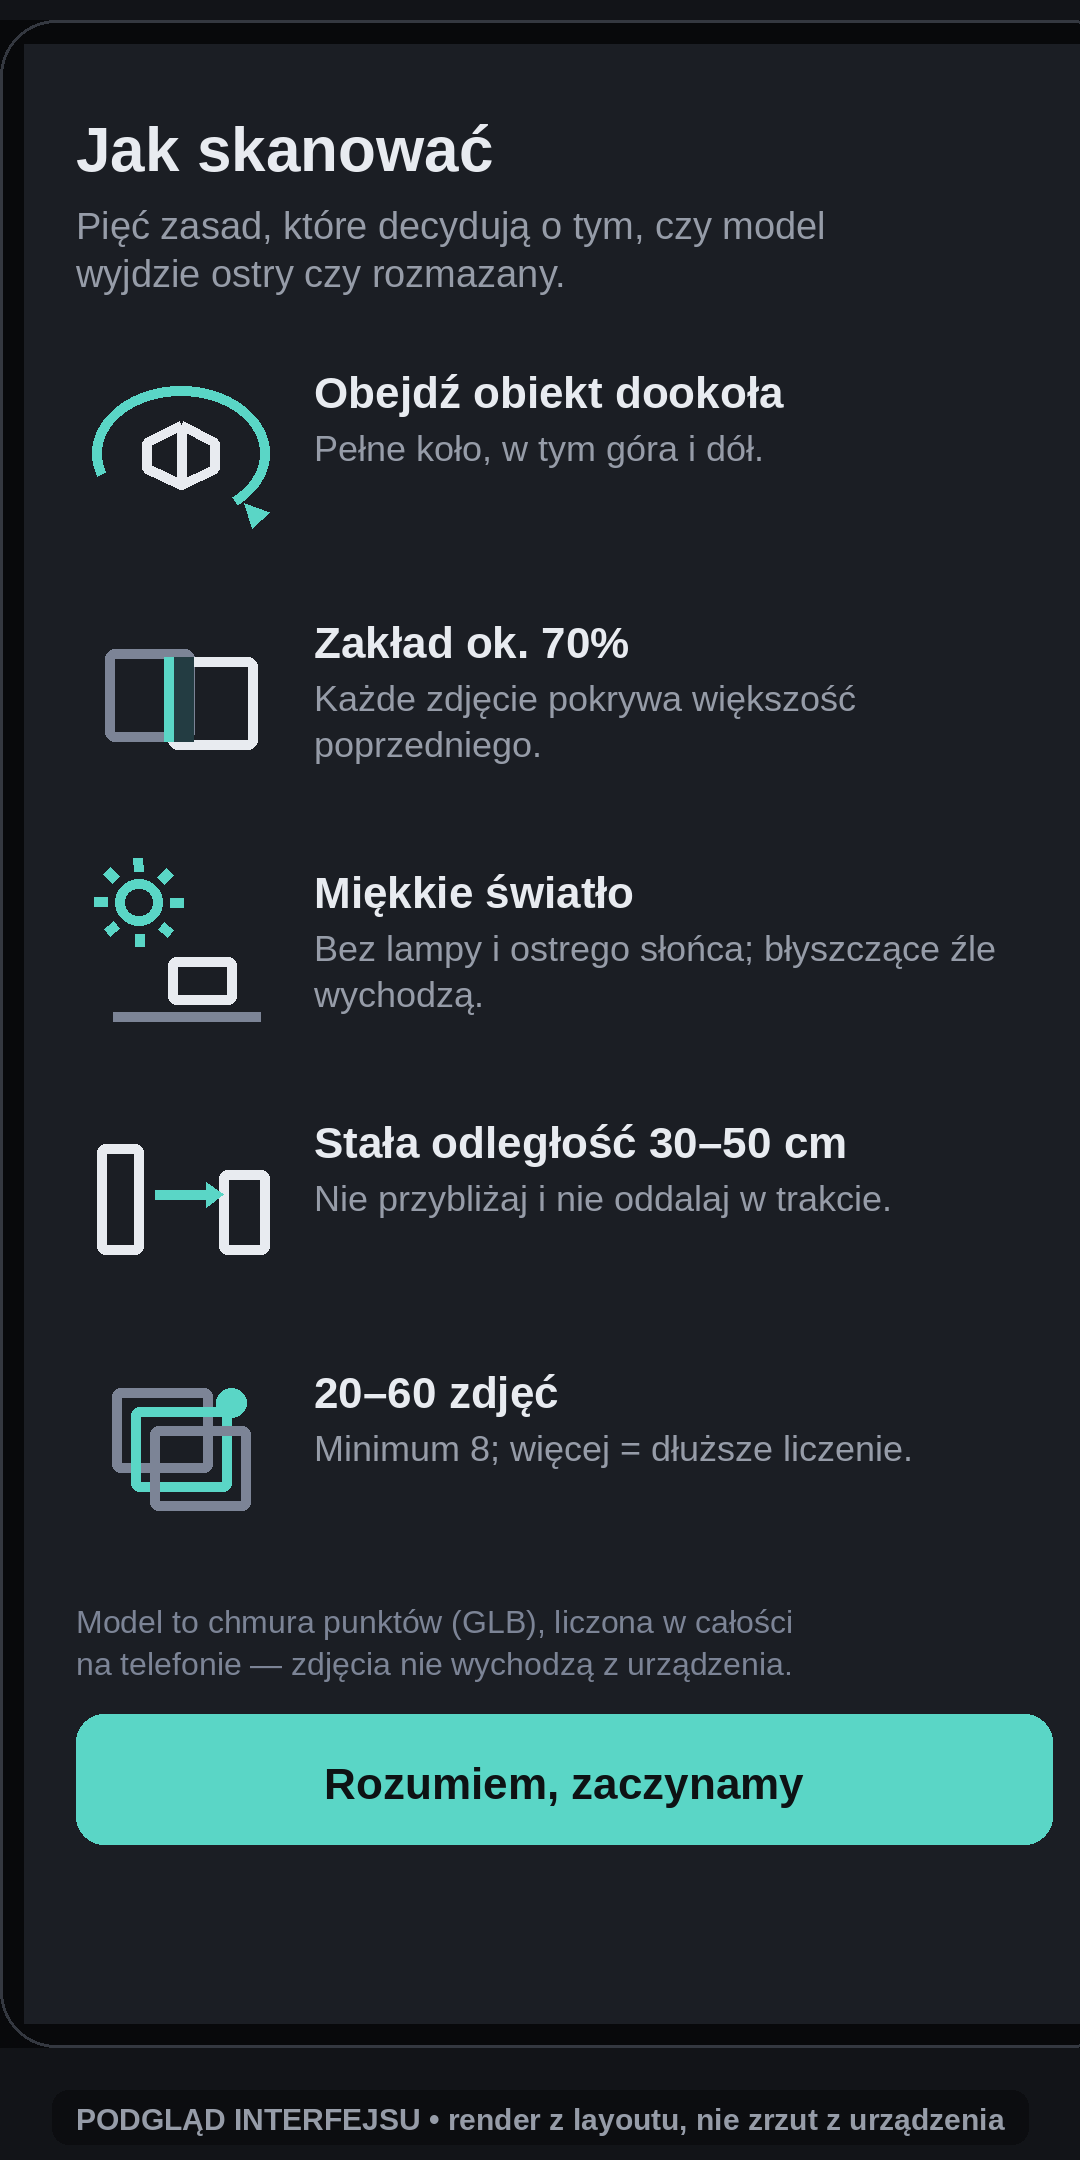 Jak skanować
Pięć zasad, które decydują o tym, czy model
wyjdzie ostry czy rozmazany.
Obejdź obiekt dookoła
Pełne koło, w tym góra i dół.
Zakład ok. 70%
Każde zdjęcie pokrywa większość
poprzedniego.
Miękkie światło
Bez lampy i ostrego słońca; błyszczące źle
wychodzą.
Stała odległość 30–50 cm
Nie przybliżaj i nie oddalaj w trakcie.
20–60 zdjęć
Minimum 8; więcej = dłuższe liczenie.
Model to chmura punktów (GLB), liczona w całości
na telefonie — zdjęcia nie wychodzą z urządzenia.
Rozumiem, zaczynamy
PODGLĄD INTERFEJSU • render z layoutu, nie zrzut z urządzenia